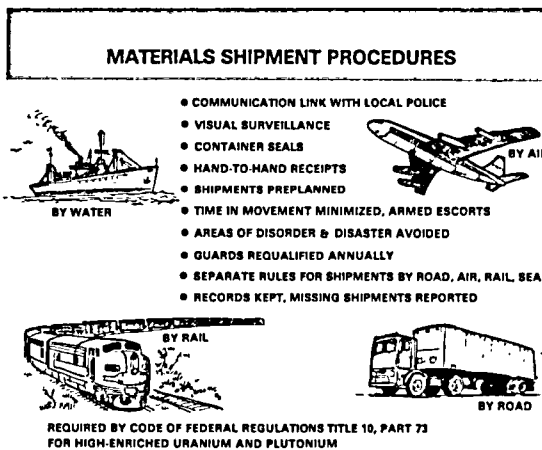 MATERIALS SHIPMENT PROCEDURES
• COMMUNICATION LINK WITH LOCAL POLICE
• VISUAL SURVEILLANCE
• CONTAINER SEALS
BY AIR
• HAND-TO-HAND RECEIPTS
• SHIPMENTS PREPLANNED
BY WATER
• TIME IN MOVEMENT MINIMIZED, ARMED ESCORTS
• AREAS OF DISORDER & DISASTER AVOIDED
• GUARDS REQUALIFIED ANNUALLY
• SEPARATE RULES FOR SHIPMENTS BY ROAD, AIR, RAIL, SEA
• RECORDS KEPT, MISSING SHIPMENTS REPORTED
BY RAIL
BY ROAD
REQUIRED BY CODE OF FEDERAL REGULATIONS TITLE 10, PART 73
FOR HIGH-ENRICHED URANIUM AND PLUTONIUM